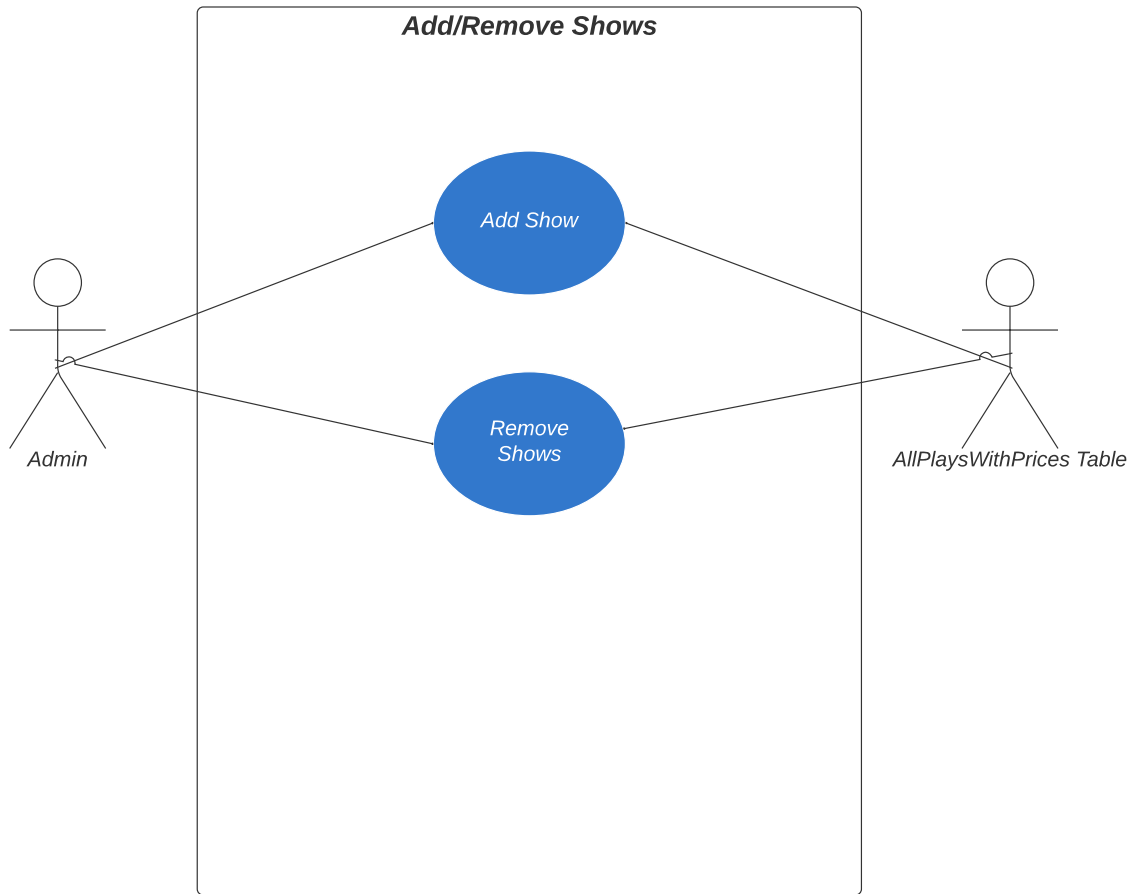 Add/Remove Shows
Add Show
Remove
Shows
Admin
AllPlaysWithPrices Table